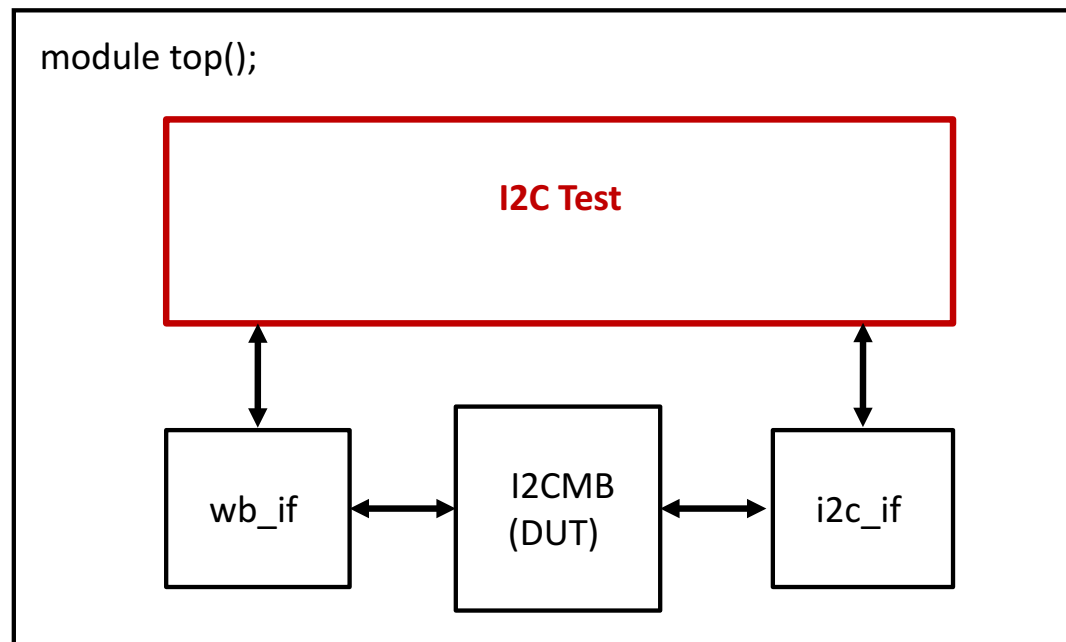 module top();
I2C Test
wb_if
I2CMB
(DUT)
i2c_if